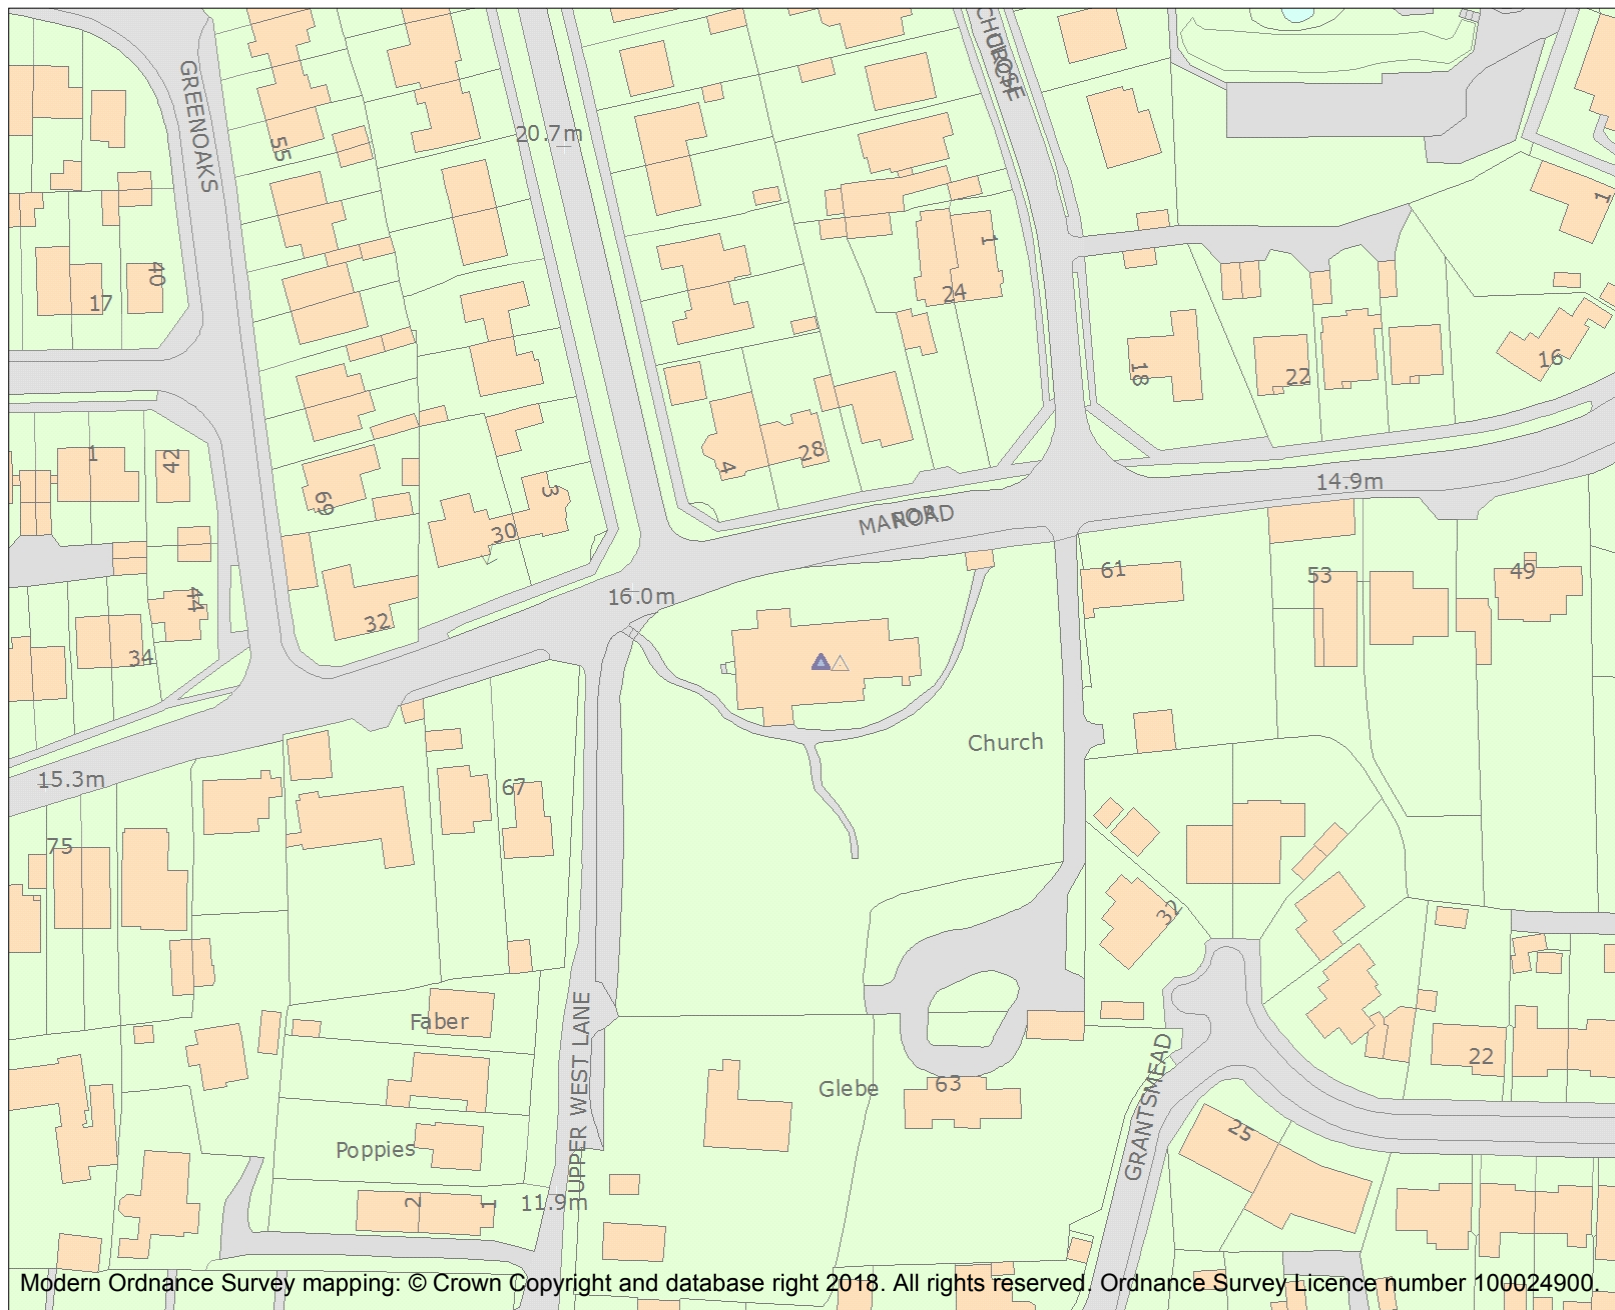 GREENOAKS
CHURCH
CLOSE
20.7m
55
1
1
40
17
24
16
18
22
1
42
28
4
69
3
30
14.9m
MANOR
ROAD
61
53
49
44
16.0m
32
34
Church
15.3m
67
75
32
Faber
UPPER WEST LANE
22
GRANTSMEAD
63
Glebe
25
Poppies
2
1
11.9m
Modern Ordnance Survey mapping: © Crown Copyright and database right 2018. All rights reserved. Ordnance Survey Licence number 100024900.